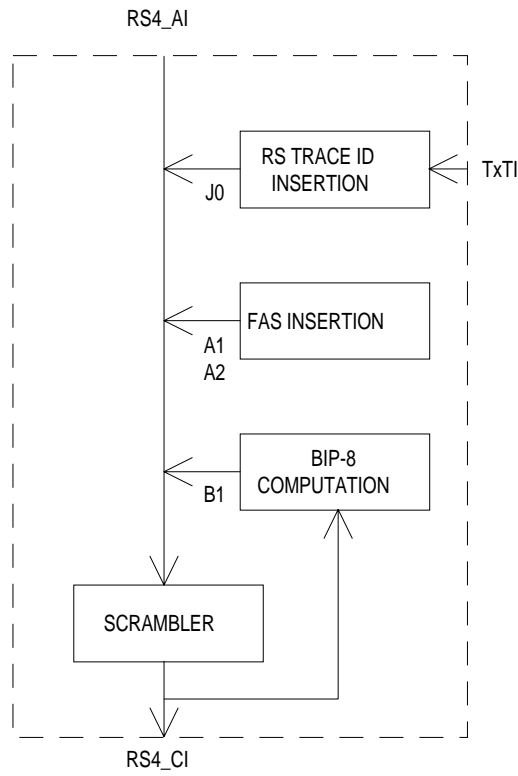 RS4_AI
RS TRACE ID
INSERTION
TxTI
J0
FAS INSERTION
A1
A2
BIP-8
COMPUTATION
B1
SCRAMBLER
RS4_CI